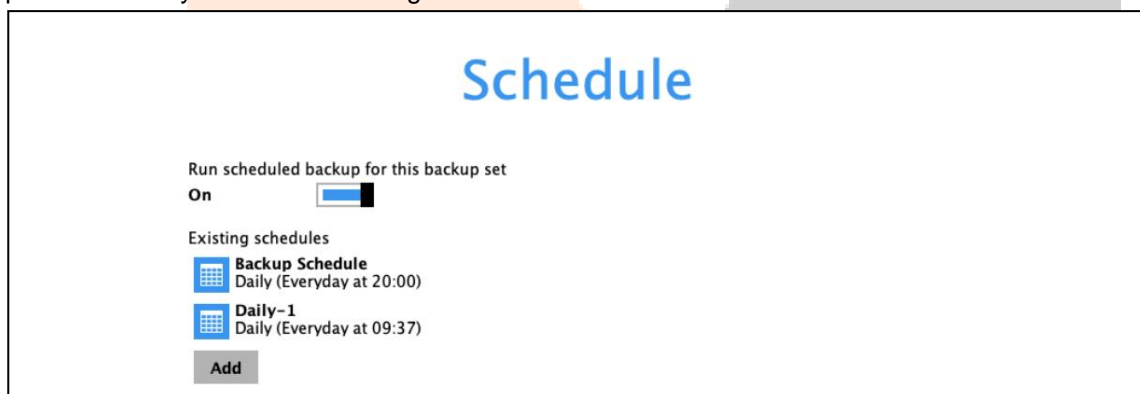 Schedule
Run scheduled backup for this backup set
On
Existing schedules
Backup Schedule
Daily (Everyday at 20:00)
Daily-1
Daily (Everyday at 09:37)
Add